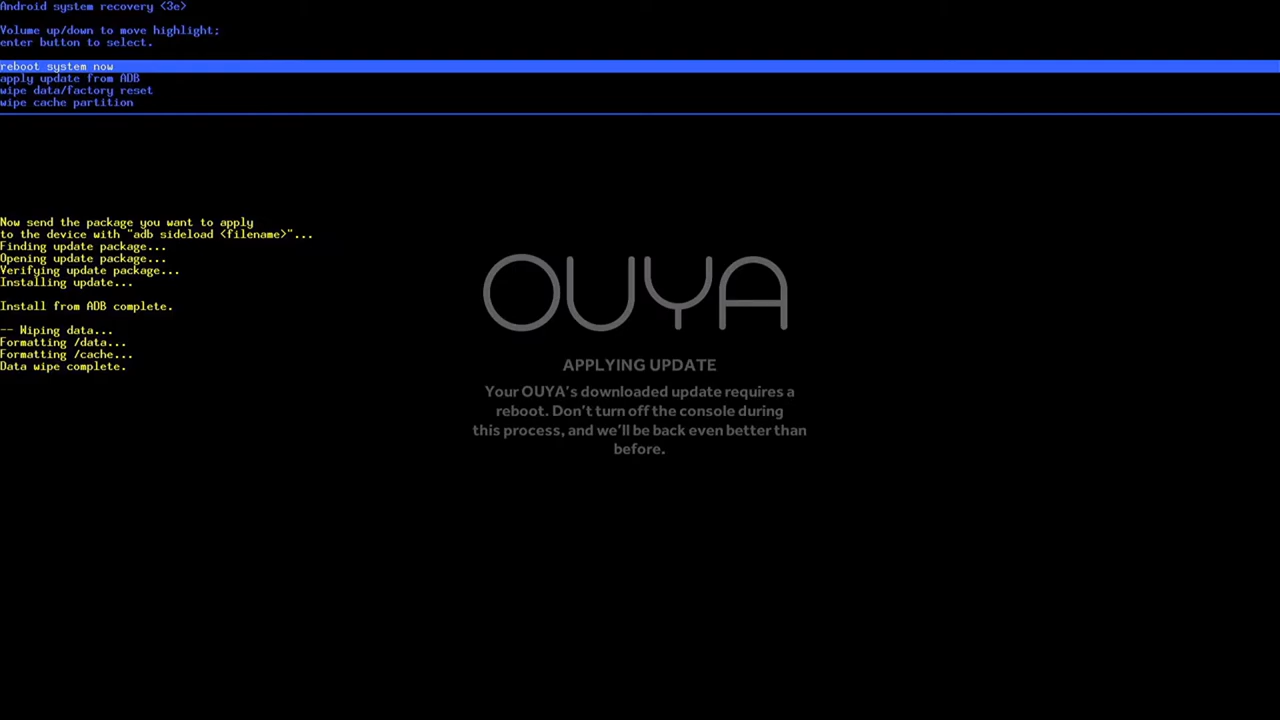 Android system recovery <3e>
Volume up/down to move highlight;
enter button to select.
reboot system now
apply update from ADB
wipe data/factory reset
wipe cache partition
Now send the package you want to apply
to the device with "adb sideload <filename>"...
Finding update package...
Opening update package...
Verifying update package...
Installing update...
Install from ADB complete.
-- Wiping data...
Formatting /data...
Formatting /cache...
Data wipe complete.
OUYA
APPLYING UPDATE
Your OUYA's downloaded update requires a
reboot. Don't turn off the console during
this process, and we'll be back even better than
before.